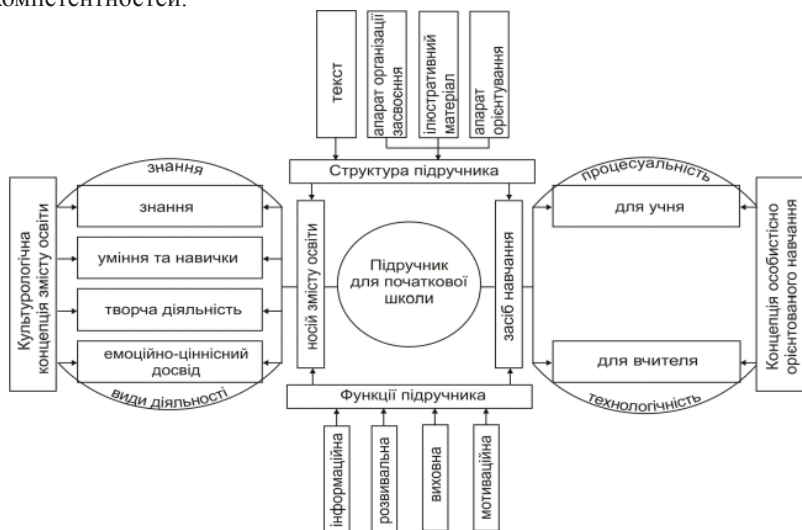 компетентностей.
текст
апарат організації
засвоєння
ілюстративний
матеріал
апарат
орієнтування
Структура підручника
Культурологічна
концепція змісту освіти
знання
знання
уміння та навички
творча діяльність
емоційно-ціннісний
досвід
види діяльності
носій змісту освіти
Підручник
для початкової
школи
засіб навчання
процесуальність
для учня
для вчителя
технологічність
Концепція особистісно
орієнтованого навчання
Функції підручника
інформаційна
розвивальна
виховна
мотиваційна